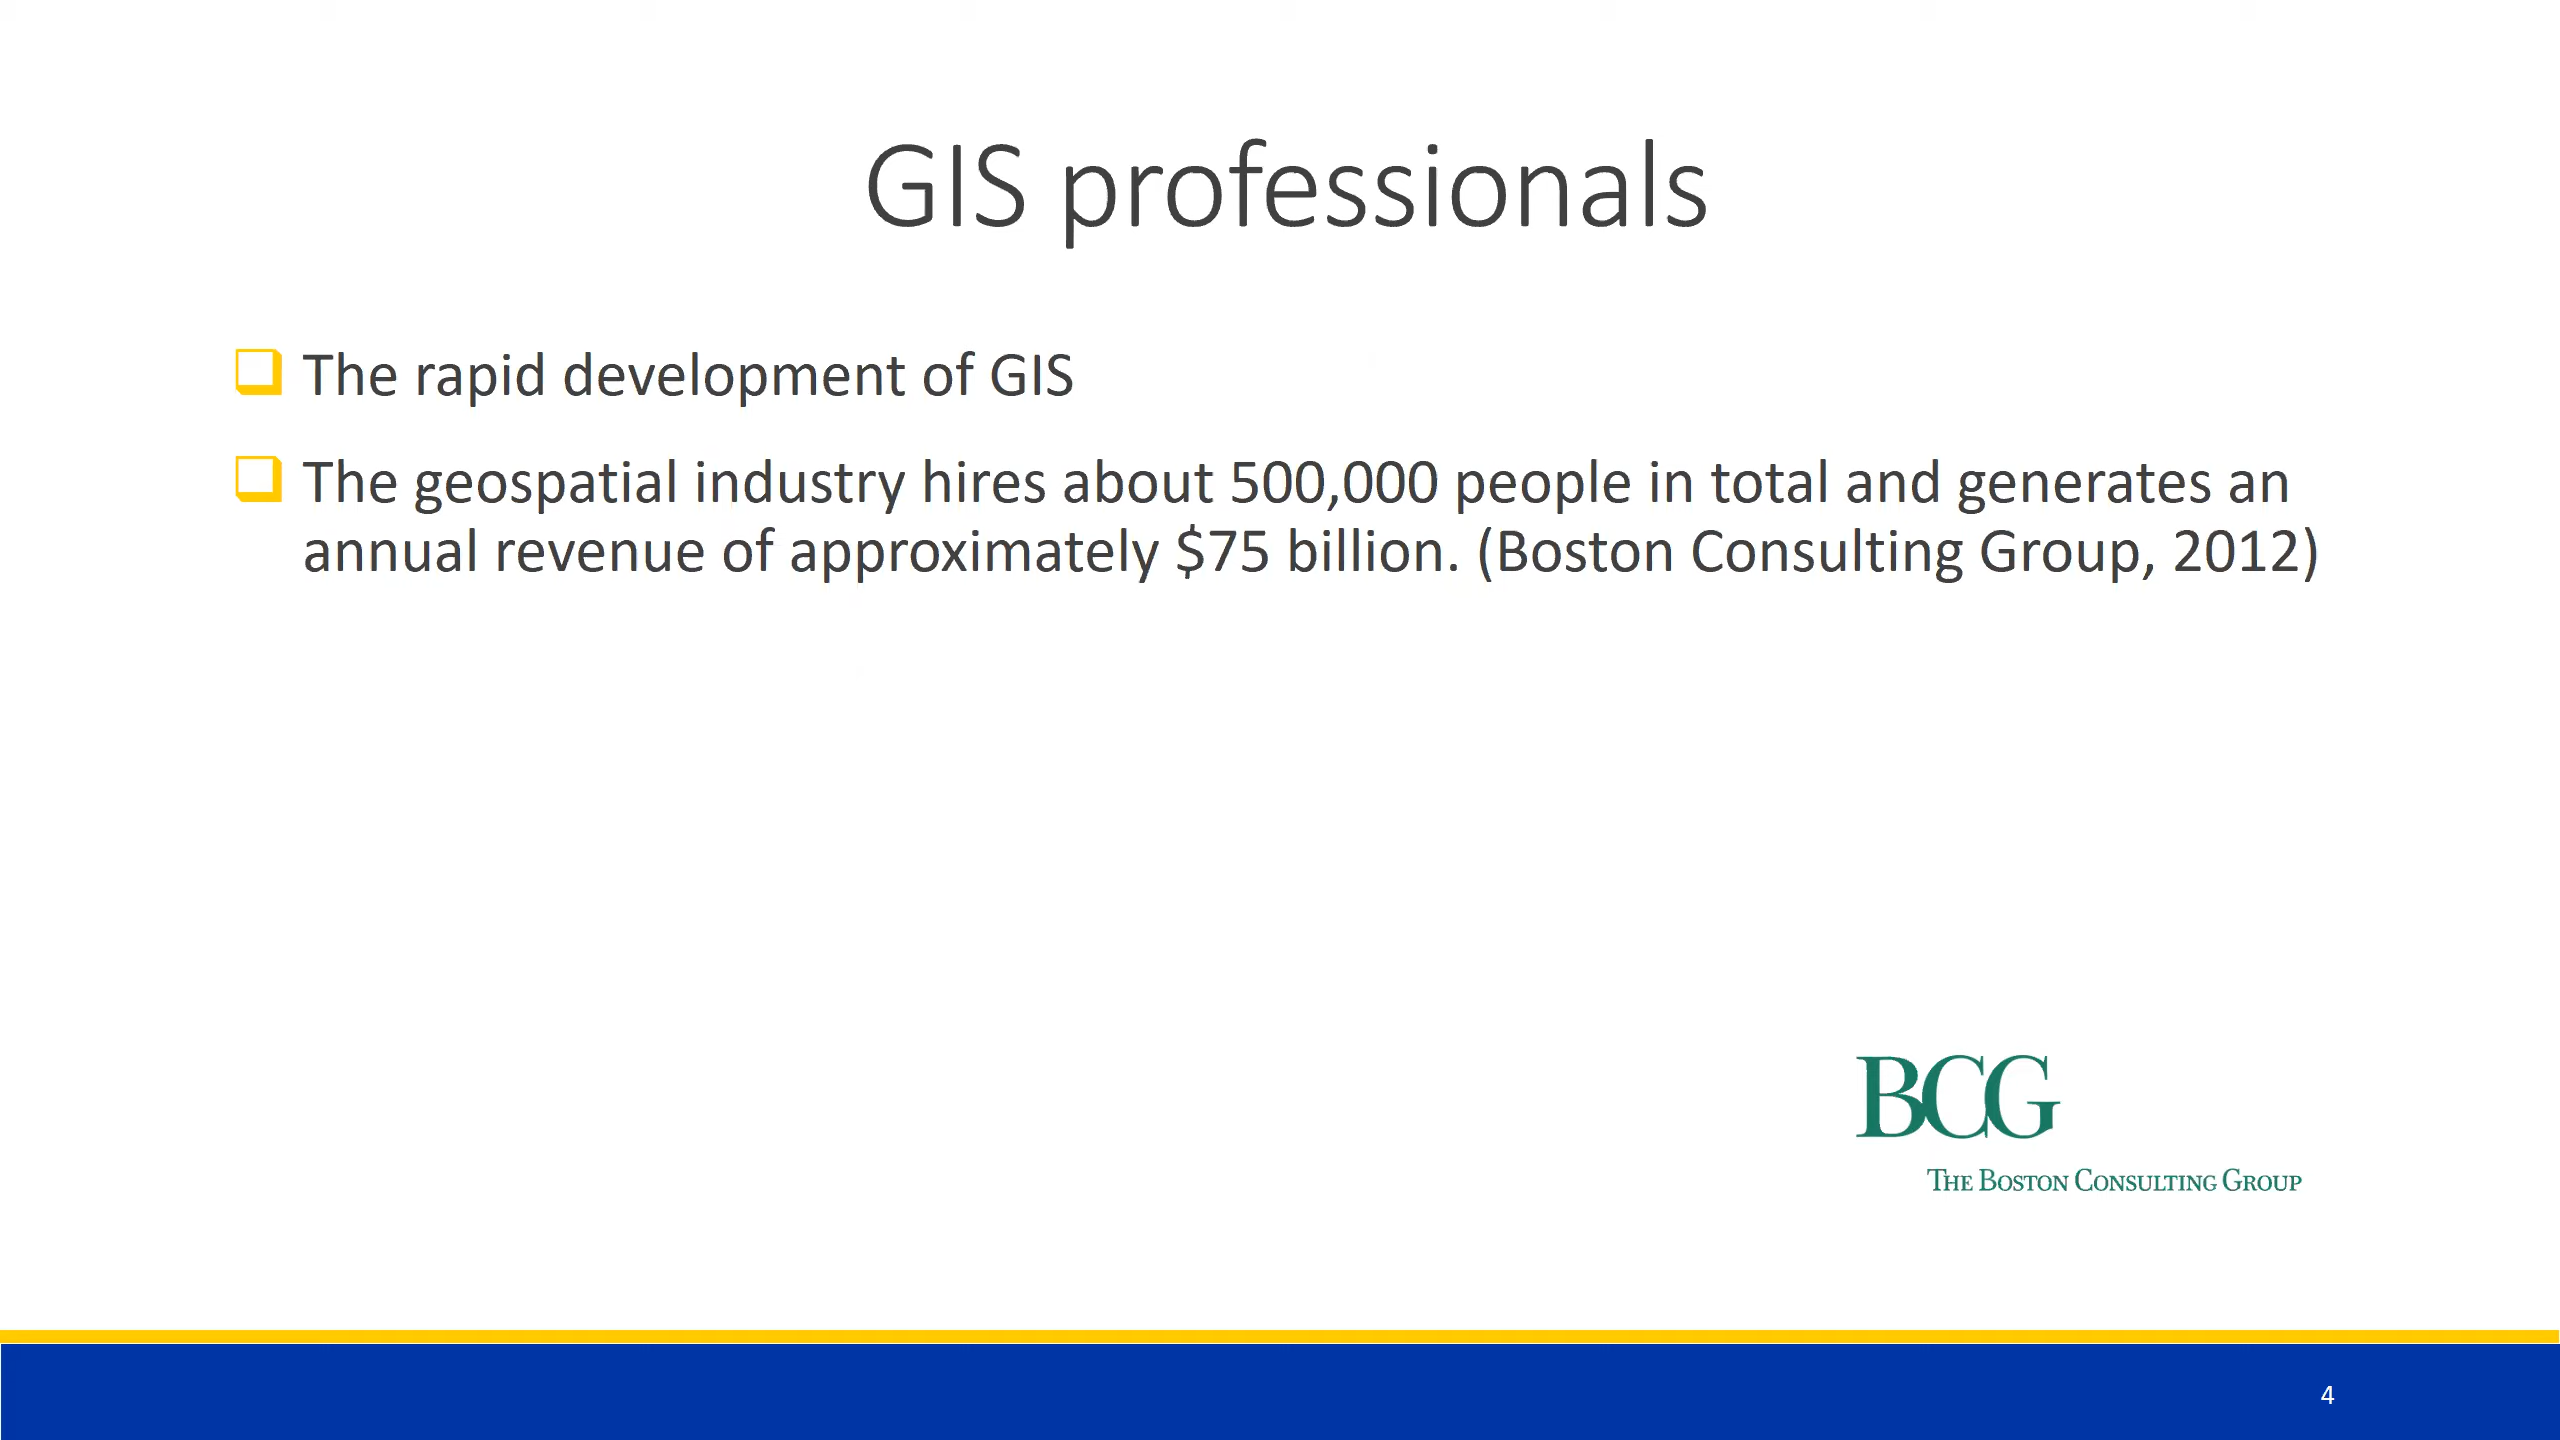 GIS professionals
The rapid development of GIS
The geospatial industry hires about 500,000 people in total and generates an
annual revenue of approximately $75 billion. (Boston Consulting Group, 2012)
BCG
THE BOSTON CONSULTING GROUP
4